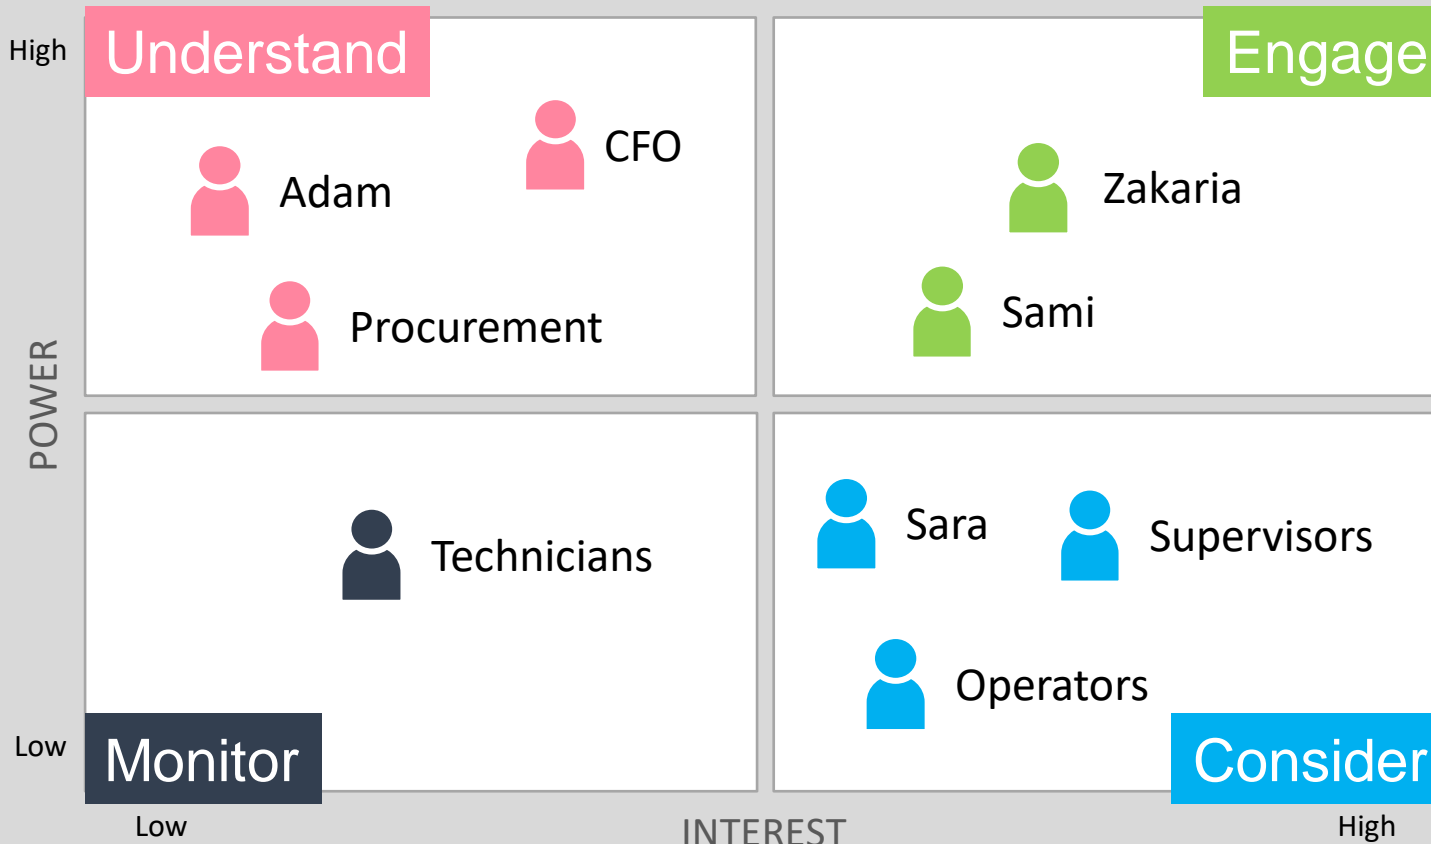 High
Understand
Engage
CFO
Adam
Zakaria
Procurement
Sami
POWER
Technicians
Sara
Supervisors
Operators
Low
Monitor
Consider
Low
INTEREST
High